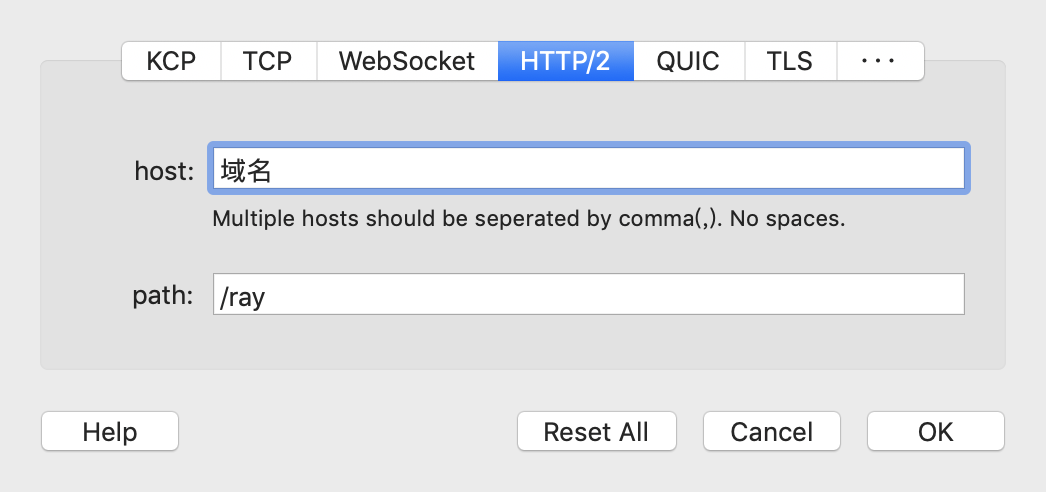 KCP TCP WebSocket HTTP/2 QUIC TLS ···
host: 域名
Multiple hosts should be seperated by comma(,). No spaces.
path: /ray
Help Reset All Cancel OK